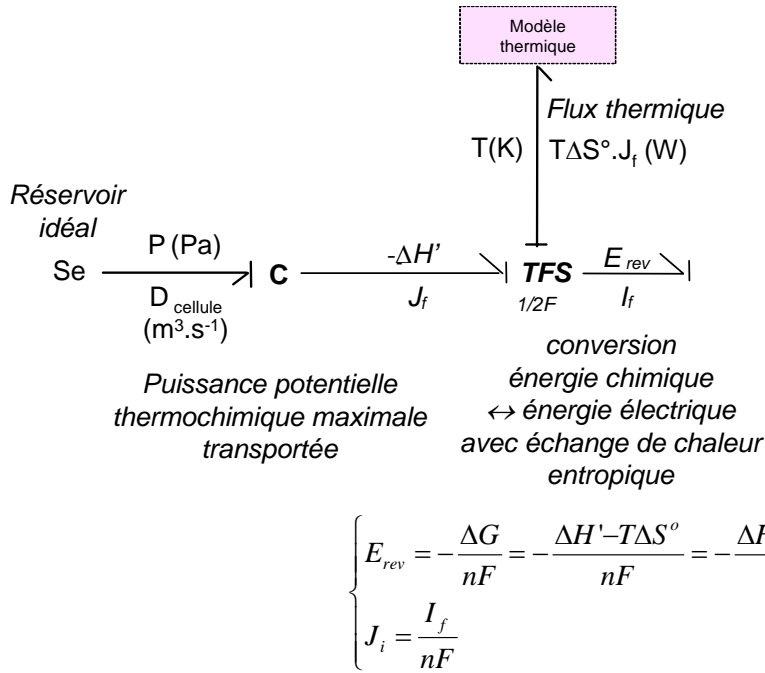 Modèle
thermique
Flux thermique
T(K) TΔS°.J_f (W)
Réservoir
idéal
P (Pa)
-ΔH'
E_rev
Se C TFS
D_cellule
J_f
1/2F
I_f
(m³.s⁻¹)
Puissance potentielle
thermochimique maximale
transportée
conversion
énergie chimique
↔ énergie électrique
avec échange de chaleur
entropique
E_rev = -ΔG/nF = -(ΔH'-TΔS^o)/nF = -Δ
J_i = I_f/nF